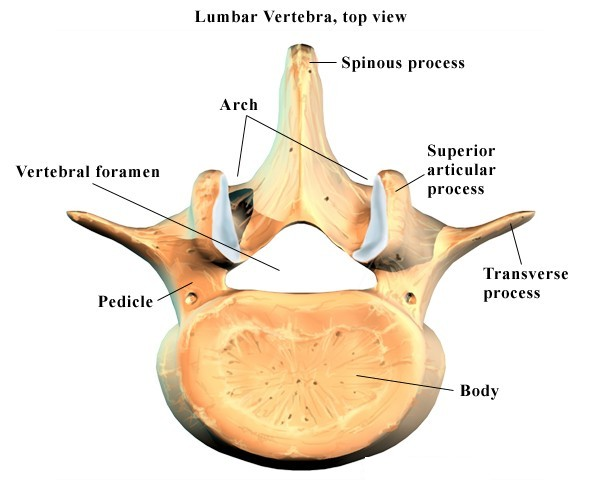 Lumbar Vertebra, top view
Spinous process
Arch
Superior
articular
process
Vertebral foramen
Transverse
process
Pedicle
Body